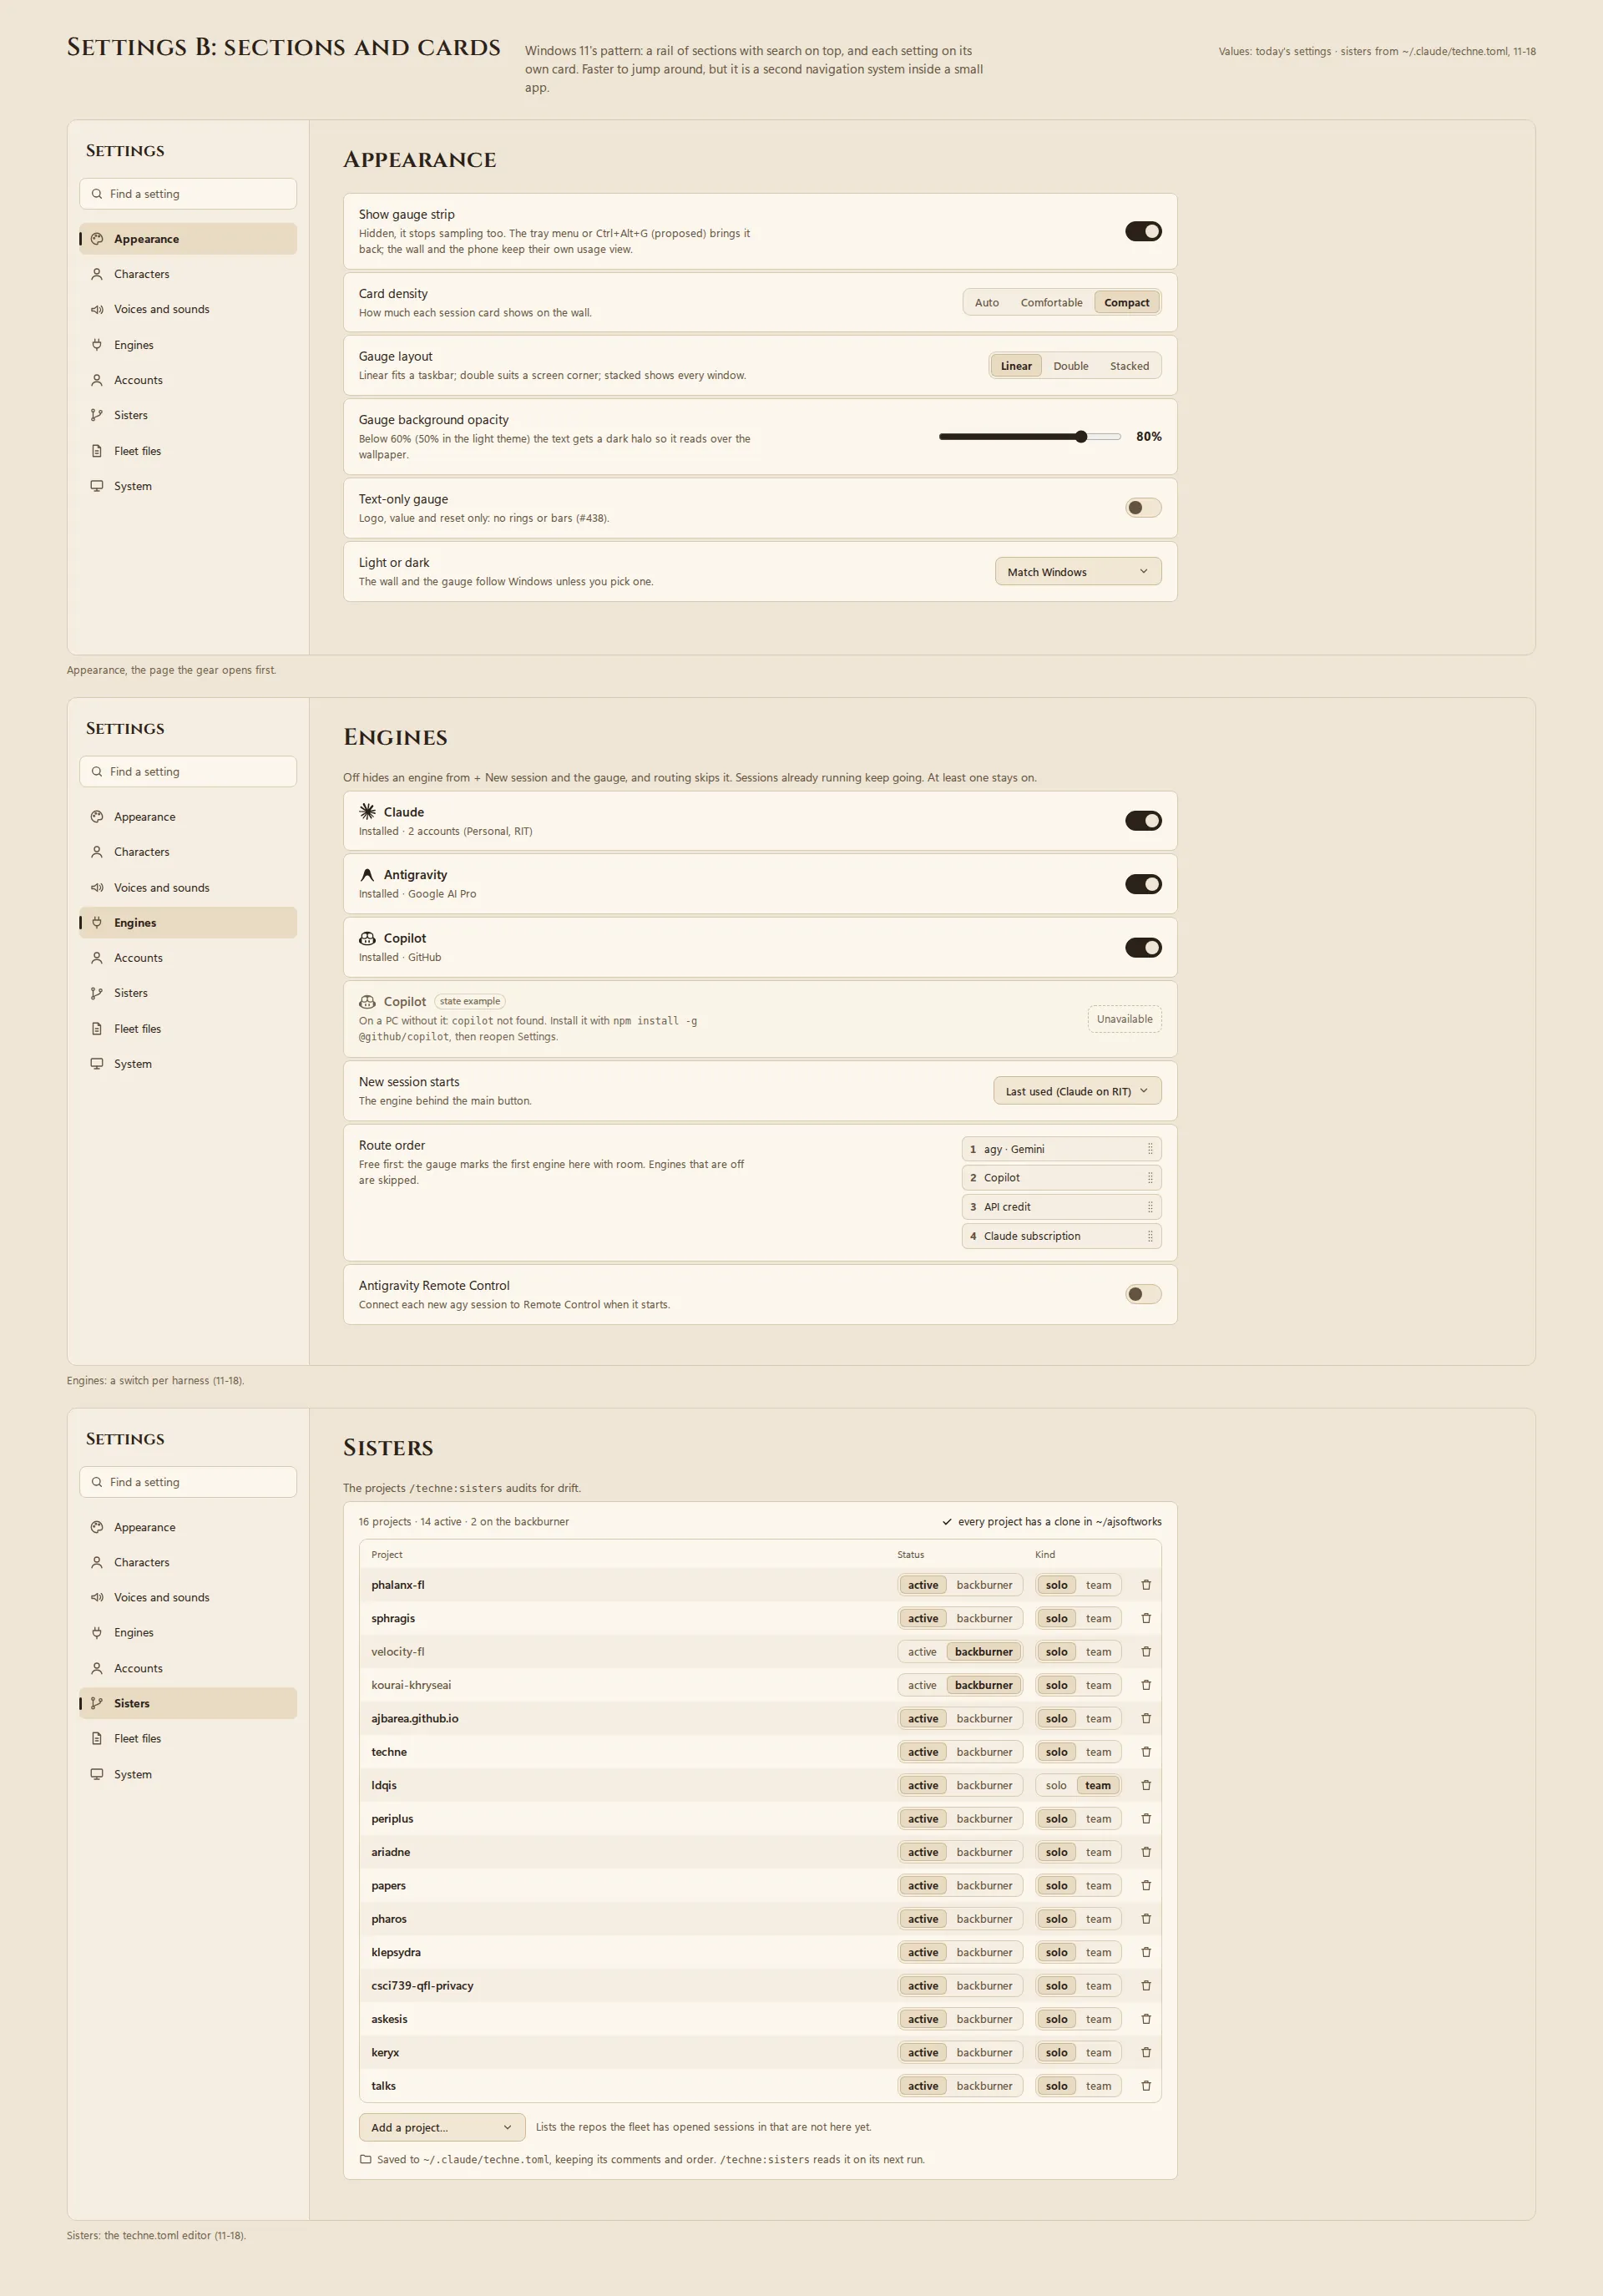 Settings B: sections and cards
Windows 11's pattern: a rail of sections with search on top, and each setting on its
own card. Faster to jump around, but it is a second navigation system inside a small
app.
Values: today's settings · sisters from ~/.claude/techne.toml, 11-18
Settings
Find a setting
Appearance
Characters
Voices and sounds
Engines
Accounts
Sisters
Fleet files
System
Appearance
Show gauge strip
Hidden, it stops sampling too. The tray menu or Ctrl+Alt+G (proposed) brings it
back; the wall and the phone keep their own usage view.
Card density
How much each session card shows on the wall.
Auto Comfortable Compact
Gauge layout
Linear fits a taskbar; double suits a screen corner; stacked shows every window.
Linear Double Stacked
Gauge background opacity
Below 60% (50% in the light theme) the text gets a dark halo so it reads over the
wallpaper.
80%
Text-only gauge
Logo, value and reset only: no rings or bars (#438).
Light or dark
The wall and the gauge follow Windows unless you pick one.
Match Windows
Appearance, the page the gear opens first.
Settings
Find a setting
Appearance
Characters
Voices and sounds
Engines
Accounts
Sisters
Fleet files
System
Engines
Off hides an engine from + New session and the gauge, and routing skips it. Sessions already running keep going. At least one stays on.
Claude
Installed · 2 accounts (Personal, RIT)
Antigravity
Installed · Google AI Pro
Copilot
Installed · GitHub
Copilot state example
On a PC without it: copilot not found. Install it with npm install -g
@github/copilot, then reopen Settings.
Unavailable
New session starts
The engine behind the main button.
Last used (Claude on RIT)
Route order
Free first: the gauge marks the first engine here with room. Engines that are off
are skipped.
1 agy · Gemini
2 Copilot
3 API credit
4 Claude subscription
Antigravity Remote Control
Connect each new agy session to Remote Control when it starts.
Engines: a switch per harness (11-18).
Settings
Find a setting
Appearance
Characters
Voices and sounds
Engines
Accounts
Sisters
Fleet files
System
Sisters
The projects /techne:sisters audits for drift.
16 projects · 14 active · 2 on the backburner
every project has a clone in ~/ajsoftworks
Project Status Kind
phalanx-fl active backburner solo team
sphragis active backburner solo team
velocity-fl active backburner solo team
kourai-khryseai active backburner solo team
ajbarea.github.io active backburner solo team
techne active backburner solo team
ldqis active backburner solo team
periplus active backburner solo team
ariadne active backburner solo team
papers active backburner solo team
pharos active backburner solo team
klepsydra active backburner solo team
csci739-qfl-privacy active backburner solo team
askesis active backburner solo team
keryx active backburner solo team
talks active backburner solo team
Add a project... Lists the repos the fleet has opened sessions in that are not here yet.
Saved to ~/.claude/techne.toml, keeping its comments and order. /techne:sisters reads it on its next run.
Sisters: the techne.toml editor (11-18).